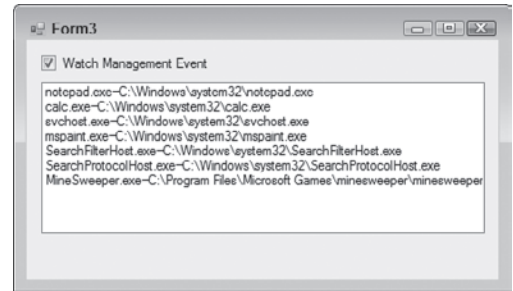 Form3
Watch Management Event
notepad.exe-C:\Windows\system32\notepad.exe
calc.exe-C:\Windows\system32\calc.exe
svchost.exe-C:\Windows\system32\svchost.exe
mspaint.exe-C:\Windows\system32\mspaint.exe
SearchFilterHost.exe-C:\Windows\system32\SearchFilterHost.exe
SearchProtocolHost.exe-C:\Windows\system32\SearchProtocolHost.exe
MineSweeper.exe-C:\Program Files\Microsoft Games\minesweeper\minesweeper